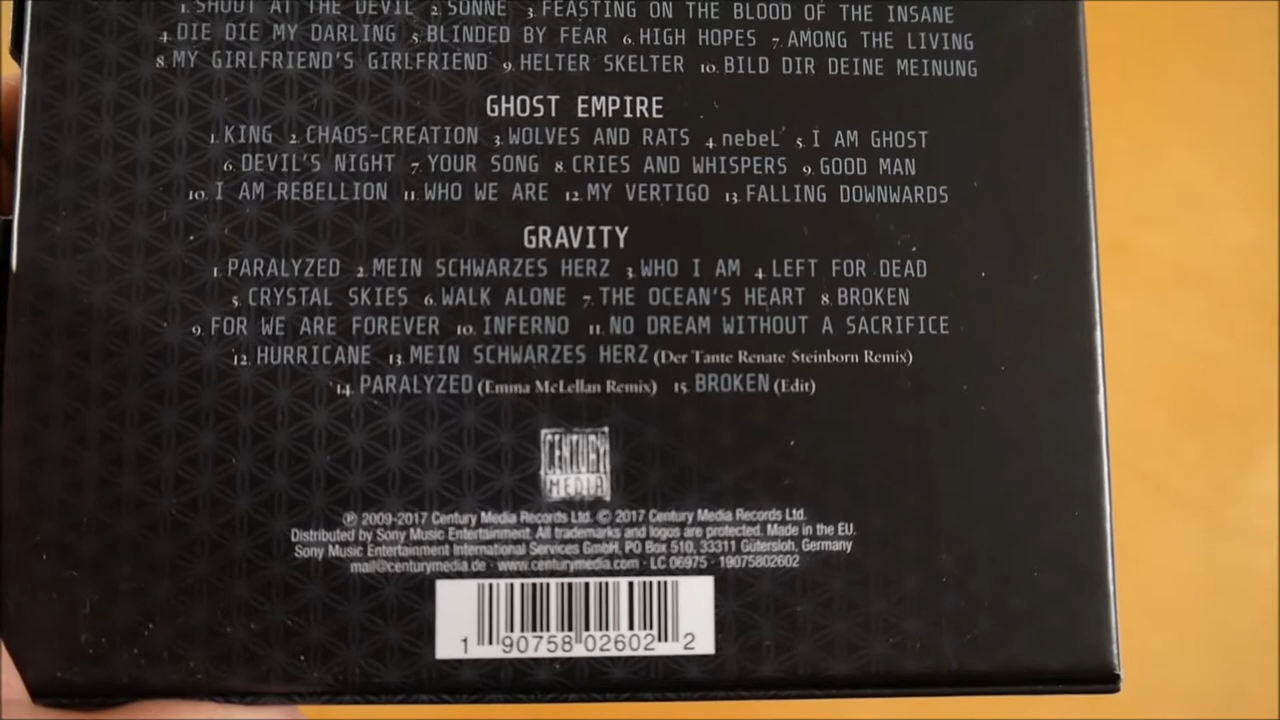 1. SHOUT AT THE DEVIL 2. SONNE 3. FEASTING ON THE BLOOD OF THE INSANE
4. DIE DIE MY DARLING 5. BLINDED BY FEAR 6. HIGH HOPES 7. AMONG THE LIVING
8. MY GIRLFRIEND'S GIRLFRIEND 9. HELTER SKELTER 10. BILD DIR DEINE MEINUNG
GHOST EMPIRE
1. KING 2. CHAOS-CREATION 3. WOLVES AND RATS 4. nebeL 5. I AM GHOST
6. DEVIL'S NIGHT 7. YOUR SONG 8. CRIES AND WHISPERS 9. GOOD MAN
10. I AM REBELLION 11. WHO WE ARE 12. MY VERTIGO 13. FALLING DOWNWARDS
GRAVITY
1. PARALYZED 2. MEIN SCHWARZES HERZ 3. WHO I AM 4. LEFT FOR DEAD
5. CRYSTAL SKIES 6. WALK ALONE 7. THE OCEAN'S HEART 8. BROKEN
9. FOR WE ARE FOREVER 10. INFERNO 11. NO DREAM WITHOUT A SACRIFICE
12. HURRICANE 13. MEIN SCHWARZES HERZ (Der Tante Renate Steinborn Remix)
14. PARALYZED (Emma McLellan Remix) 15. BROKEN (Edit)
CENTURY
MEDIA
℗ 2009-2017 Century Media Records Ltd. © 2017 Century Media Records Ltd.
Distributed by Sony Music Entertainment. All trademarks and logos are protected. Made in the EU.
Sony Music Entertainment International Services GmbH, PO Box 510, 33311 Gütersloh, Germany
mail@centurymedia.de · www.centurymedia.com · LC 06975 · 19075802602
1 90758 02602 2